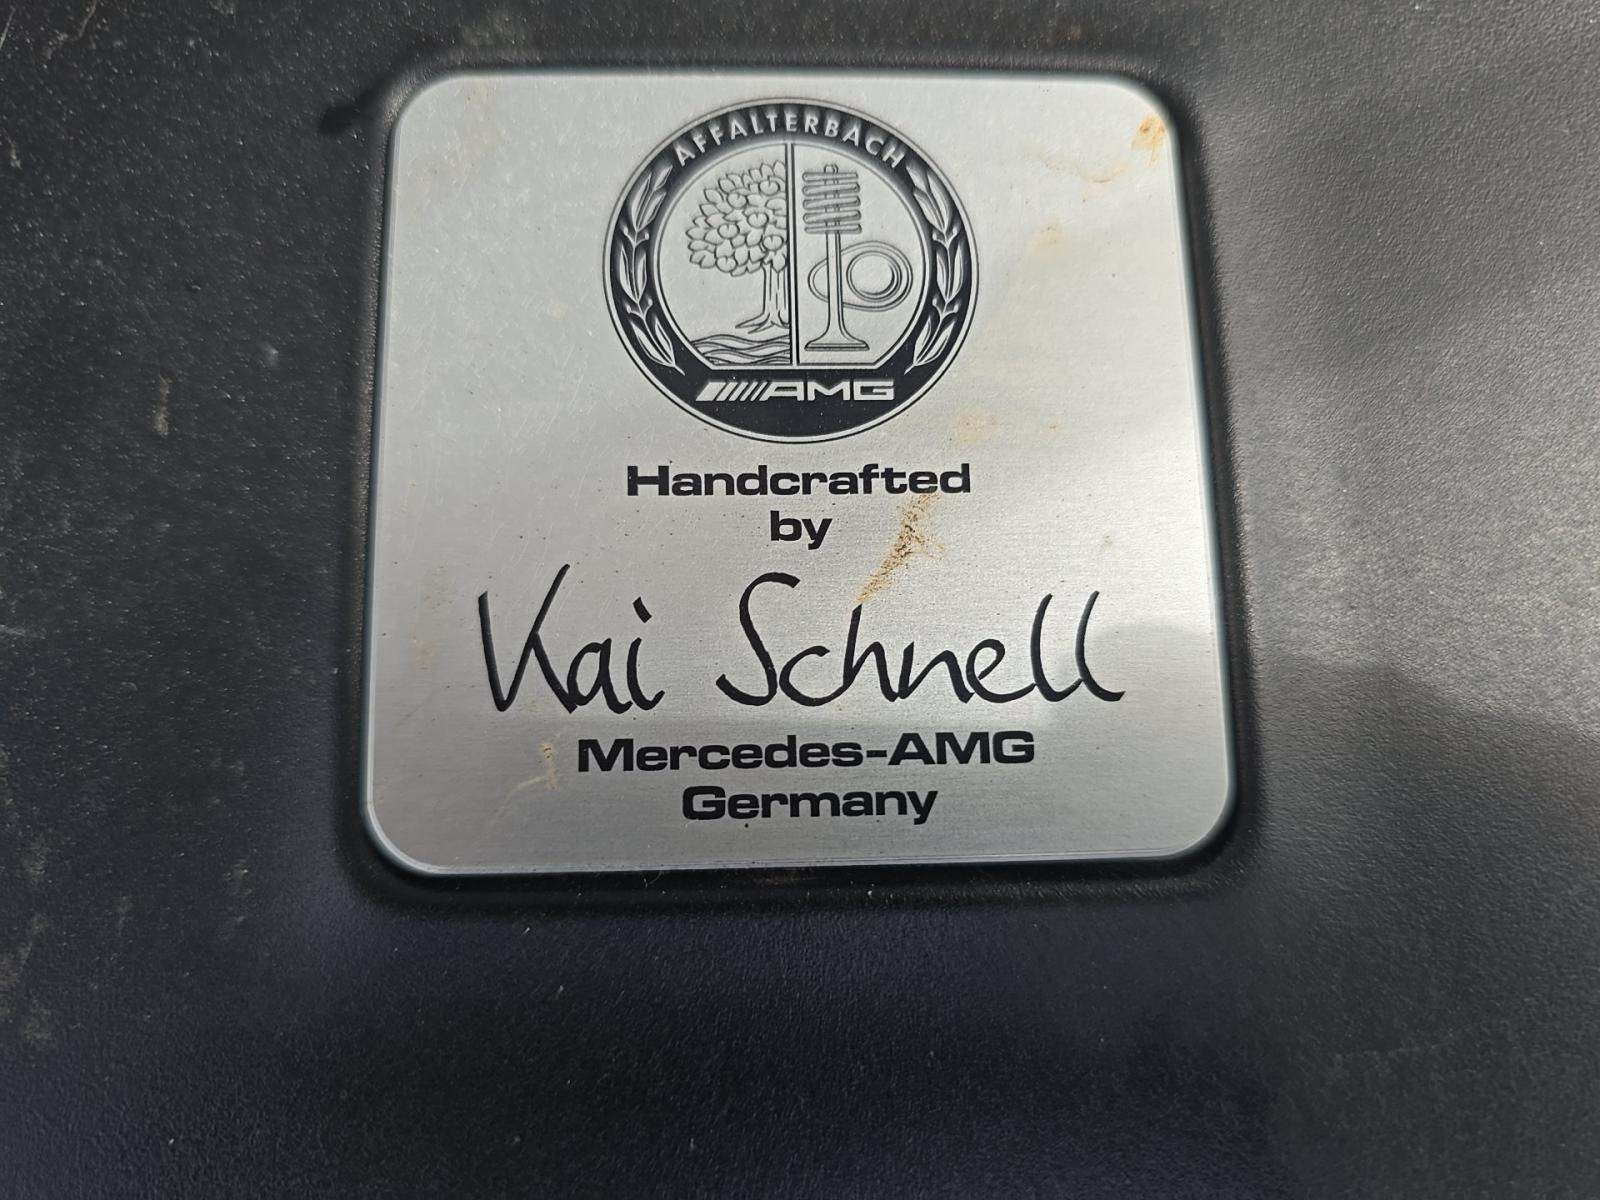 AFFALTERBACH
AMG
Handcrafted
by
Kai Schnell
Mercedes-AMG
Germany